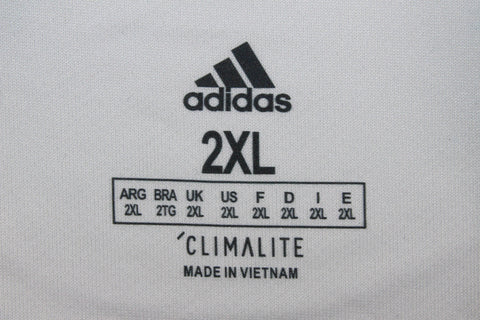 adidas
2XL
ARG BRA UK US F D I E
2XL 2TG 2XL 2XL 2XL 2XL 2XL 2XL
´CLIMALITE
MADE IN VIETNAM